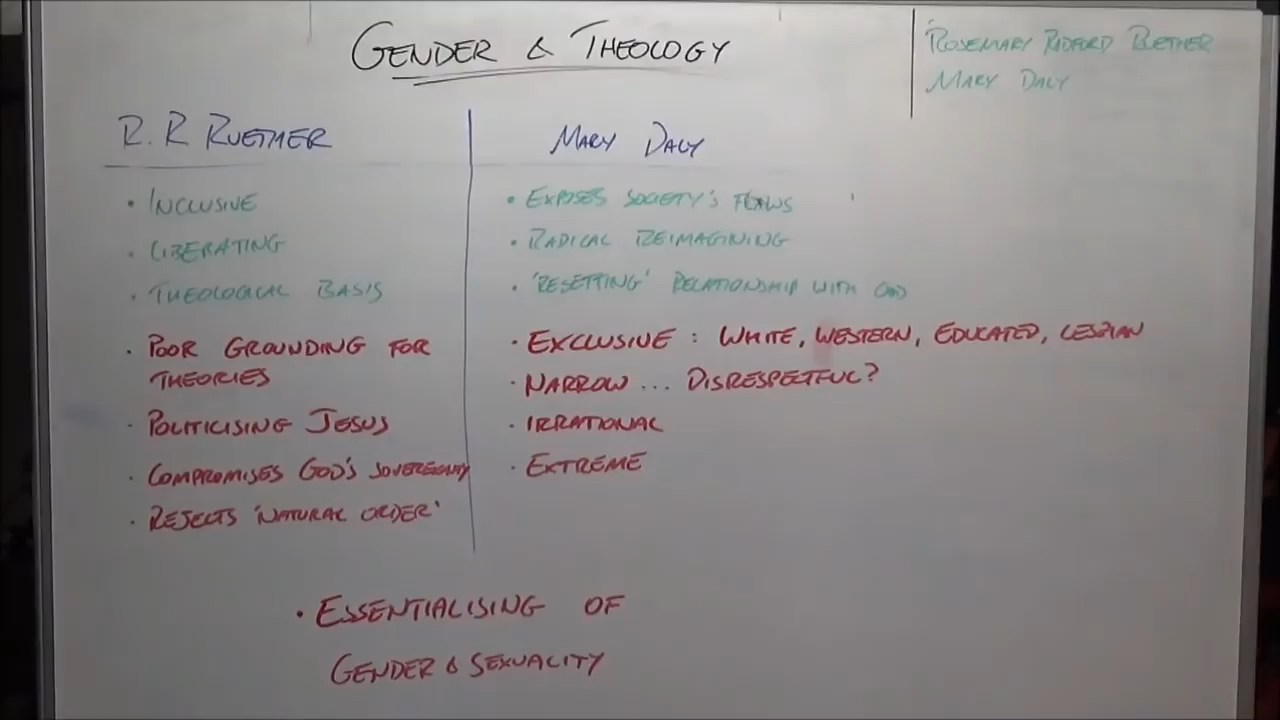 GENDER & THEOLOGY
ROSEMARY RADFORD RUETHER
MARY DALY
R. R RUETHER
MARY DALY
• INCLUSIVE
• LIBERATING
• THEOLOGICAL BASIS
• POOR GROUNDING FOR
THEORIES
• POLITICISING JESUS
• COMPROMISES GOD'S SOVEREIGNTY
• REJECTS 'NATURAL ORDER'
• EXPOSES SOCIETY'S FLAWS
• RADICAL REIMAGINING
• 'RESETTING' RELATIONSHIP WITH GOD
• EXCLUSIVE : WHITE, WESTERN, EDUCATED, LESBIAN
• NARROW ... DISRESPECTFUL?
• IRRATIONAL
• EXTREME
• ESSENTIALISING OF
GENDER & SEXUALITY